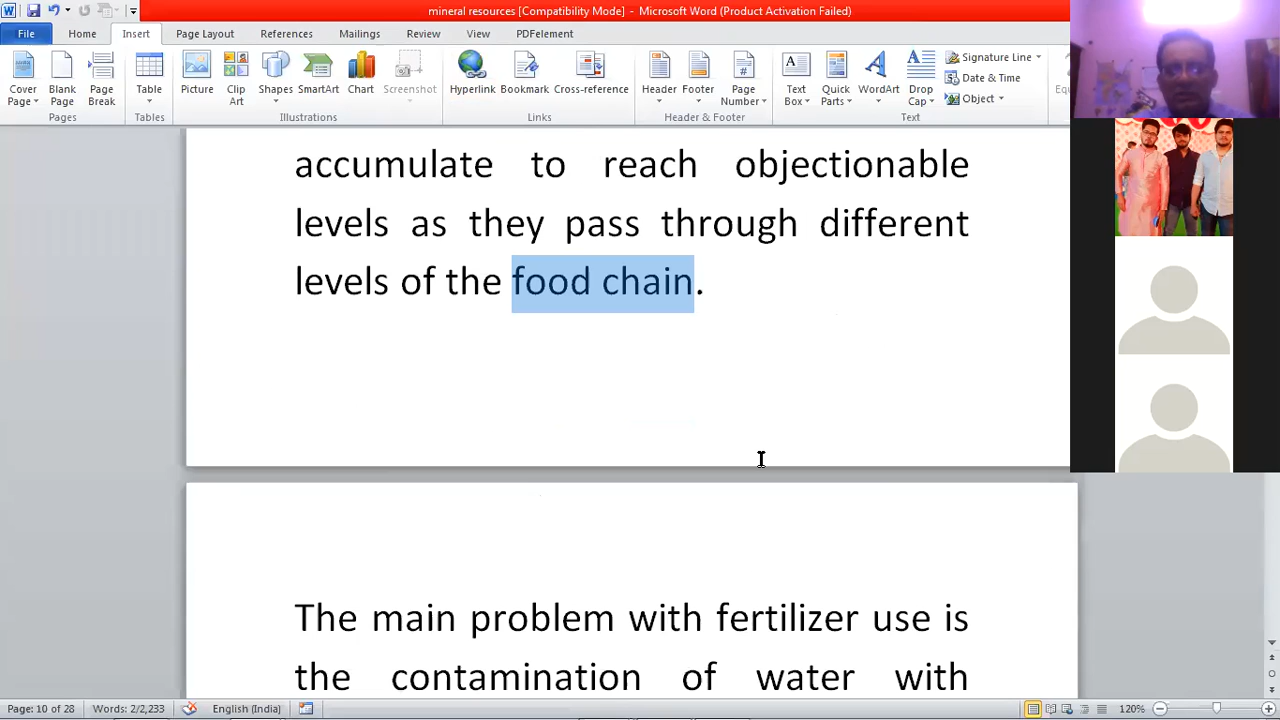 mineral resources [Compatibility Mode] - Microsoft Word (Product Activation Failed)
File Home Insert Page Layout References Mailings Review View PDFelement
Cover Page Blank Page Page Break Table Picture Clip Art Shapes SmartArt Chart Screenshot Hyperlink Bookmark Cross-reference Header Footer Page Number Text Box Quick Parts WordArt Drop Cap Signature Line Date & Time Object
Pages Tables Illustrations Links Header & Footer Text
accumulate to reach objectionable
levels as they pass through different
levels of the food chain.
The main problem with fertilizer use is
the contamination of water with
Page: 10 of 28 Words: 2/2,233 English (India) 120%